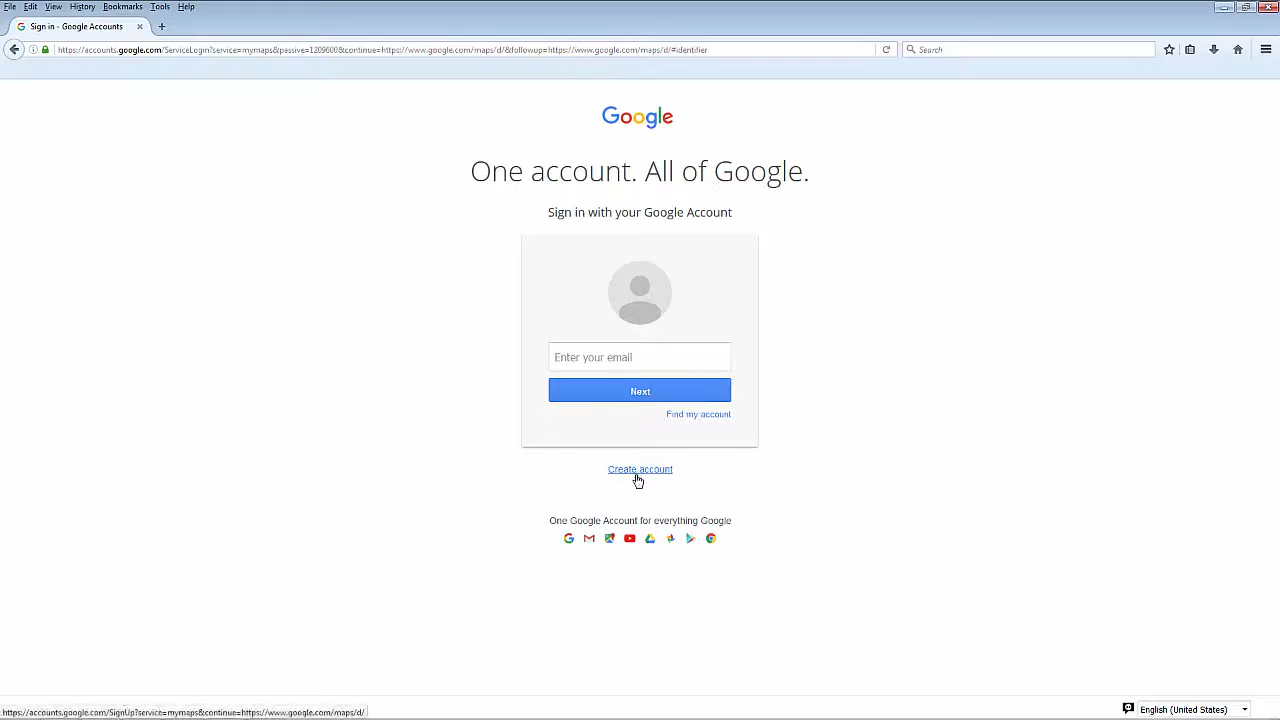 File Edit View History Bookmarks Tools Help
Sign in - Google Accounts
https://accounts.google.com/ServiceLogin?service=mymaps&passive=1209600&continue=https://www.google.com/maps/d/&followup=https://www.google.com/maps/d/#identifier
Search
Google
One account. All of Google.
Sign in with your Google Account
Enter your email
Next
Find my account
Create account
One Google Account for everything Google
https://accounts.google.com/SignUp?service=mymaps&continue=https://www.google.com/maps/d/
English (United States)